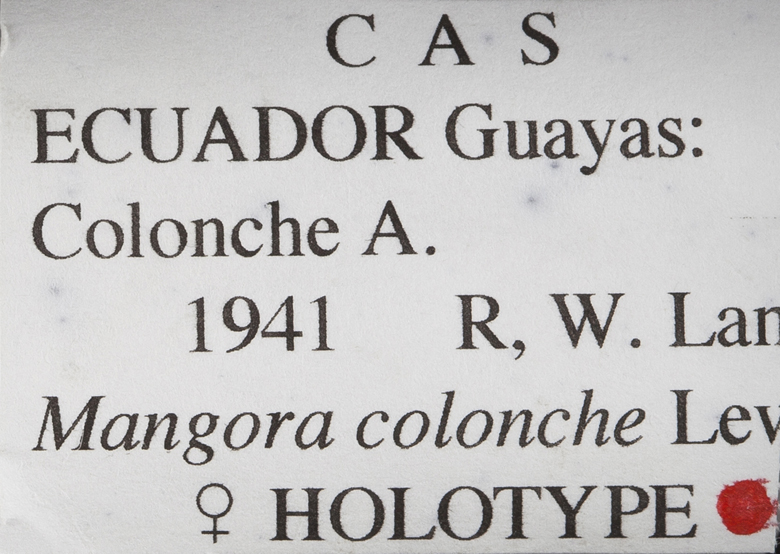 C A S
ECUADOR Guayas:
Colonche A.
1941 R, W. Lan
Mangora colonche Lev
♀ HOLOTYPE